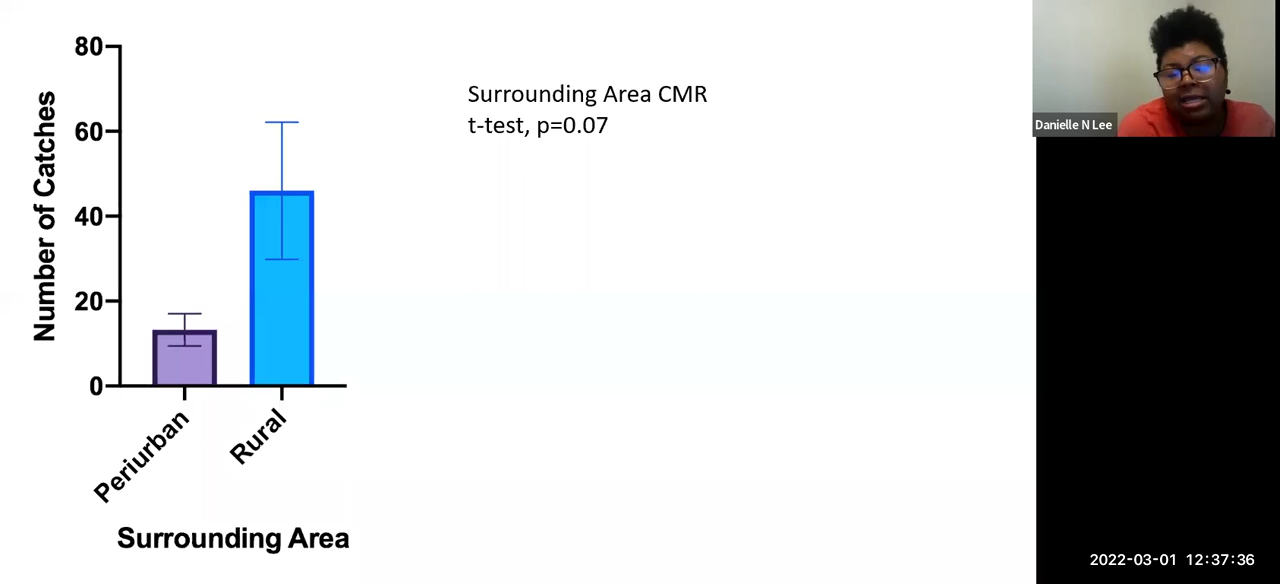 80
60
40
20
0
Number of Catches
Periurban
Rural
Surrounding Area
Surrounding Area CMR
t-test, p=0.07
Danielle N Lee
2022-03-01 12:37:36